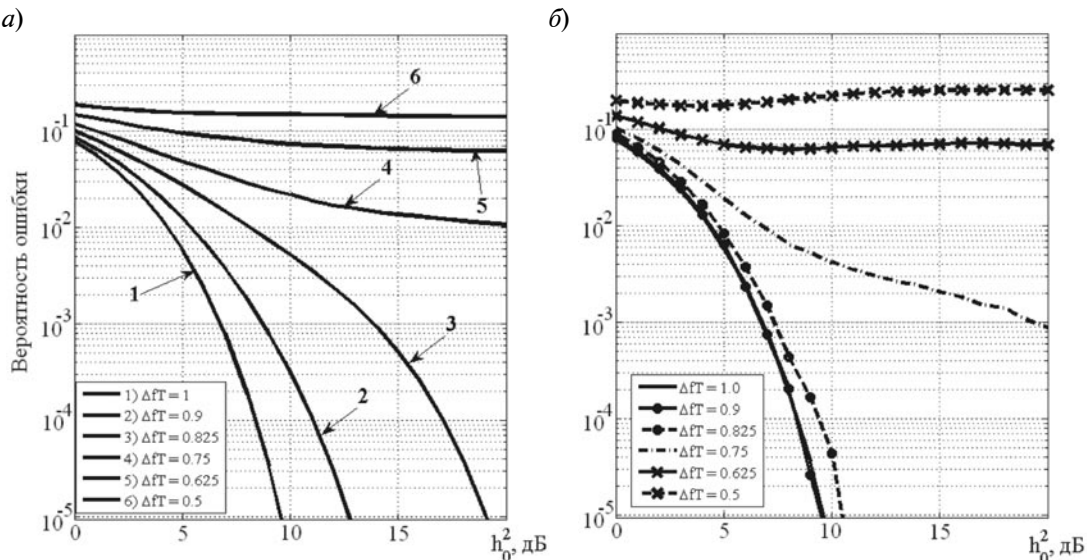 а)
Вероятность ошибки
10^-1
10^-2
10^-3
10^-4
10^-5
0
5
10
15
h_0^2, дБ
1
2
3
4
5
6
1) ΔfT = 1
2) ΔfT = 0.9
3) ΔfT = 0.825
4) ΔfT = 0.75
5) ΔfT = 0.625
6) ΔfT = 0.5
б)
10^-1
10^-2
10^-3
10^-4
10^-5
0
5
10
15
20
h_0^2, дБ
ΔfT = 1.0
ΔfT = 0.9
ΔfT = 0.825
ΔfT = 0.75
ΔfT = 0.625
ΔfT = 0.5